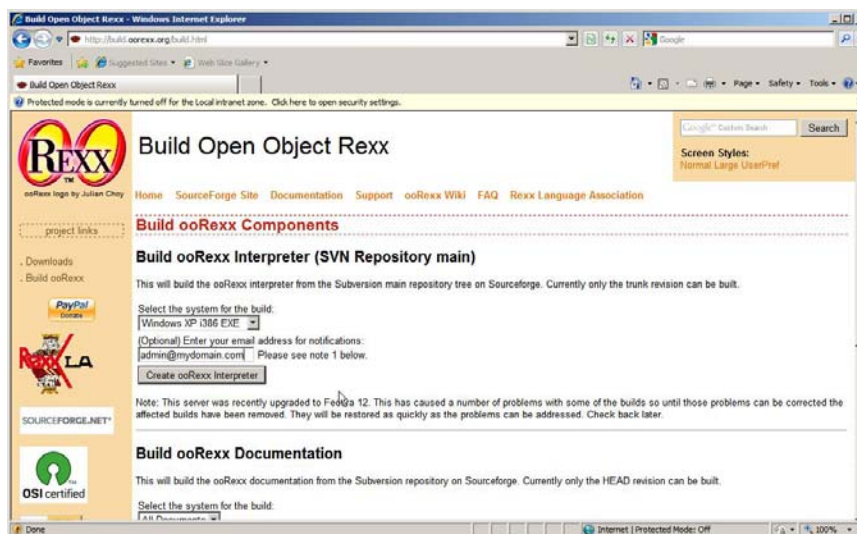 Build Open Object Rexx - Windows Internet Explorer
http://build.oorexx.org/build.html
Google
Favorites
Suggested Sites
Web Slice Gallery
Build Open Object Rexx
Page
Safety
Tools
Protected mode is currently turned off for the Local intranet zone. Click here to open security settings.
REXX
TM
ooRexx logo by Julian Choy
Build Open Object Rexx
Google Custom Search
Search
Screen Styles:
Normal Large UserPref
Home SourceForge Site Documentation Support ooRexx Wiki FAQ Rexx Language Association
project links
. Downloads
. Build ooRexx
PayPal
Donate
Rexx LA
SOURCEFORGE.NET
OSI certified
Build ooRexx Components
Build ooRexx Interpreter (SVN Repository main)
This will build the ooRexx interpreter from the Subversion main repository tree on Sourceforge. Currently only the trunk revision can be built.
Select the system for the build:
Windows XP i386 EXE
(Optional) Enter your email address for notifications:
admin@mydomain.com Please see note 1 below.
Create ooRexx Interpreter
Note: This server was recently upgraded to Fedora 12. This has caused a number of problems with some of the builds so until those problems can be corrected the
affected builds have been removed. They will be restored as quickly as the problems can be addressed. Check back later.
Build ooRexx Documentation
This will build the ooRexx documentation from the Subversion repository on Sourceforge. Currently only the HEAD revision can be built.
Select the system for the build:
All Documents
Done
Internet | Protected Mode: Off
100%